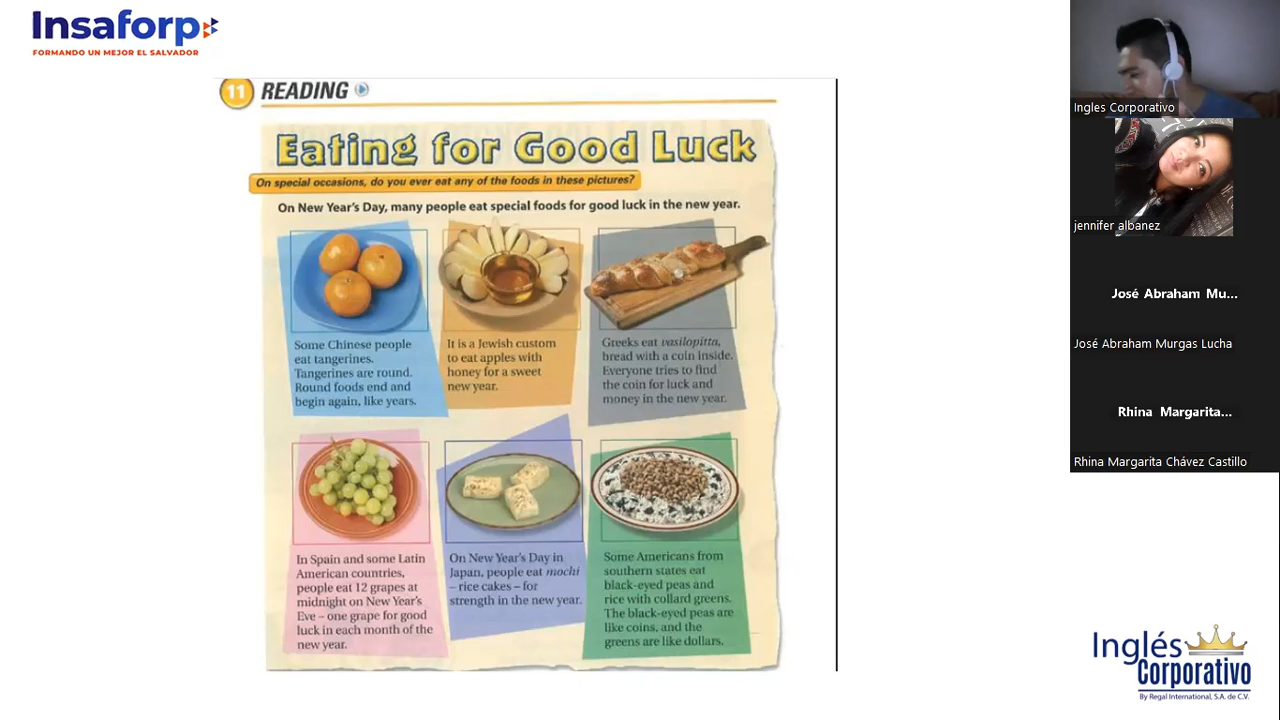 Insaforp
FORMANDO UN MEJOR EL SALVADOR
11 READING
Eating for Good Luck
On special occasions, do you ever eat any of the foods in these pictures?
On New Year's Day, many people eat special foods for good luck in the new year.
Some Chinese people
eat tangerines.
Tangerines are round.
Round foods end and
begin again, like years.
It is a Jewish custom
to eat apples with
honey for a sweet
new year.
Greeks eat vasilopitta,
bread with a coin inside.
Everyone tries to find
the coin for luck and
money in the new year.
In Spain and some Latin
American countries,
people eat 12 grapes at
midnight on New Year's
Eve – one grape for good
luck in each month of the
new year.
On New Year's Day in
Japan, people eat mochi
– rice cakes – for
strength in the new year.
Some Americans from
southern states eat
black-eyed peas and
rice with collard greens.
The black-eyed peas are
like coins, and the
greens are like dollars.
Ingles Corporativo
jennifer albanez
José Abraham Mu...
José Abraham Murgas Lucha
Rhina Margarita...
Rhina Margarita Chávez Castillo
Inglés
Corporativo
By Regal International, S.A. de C.V.